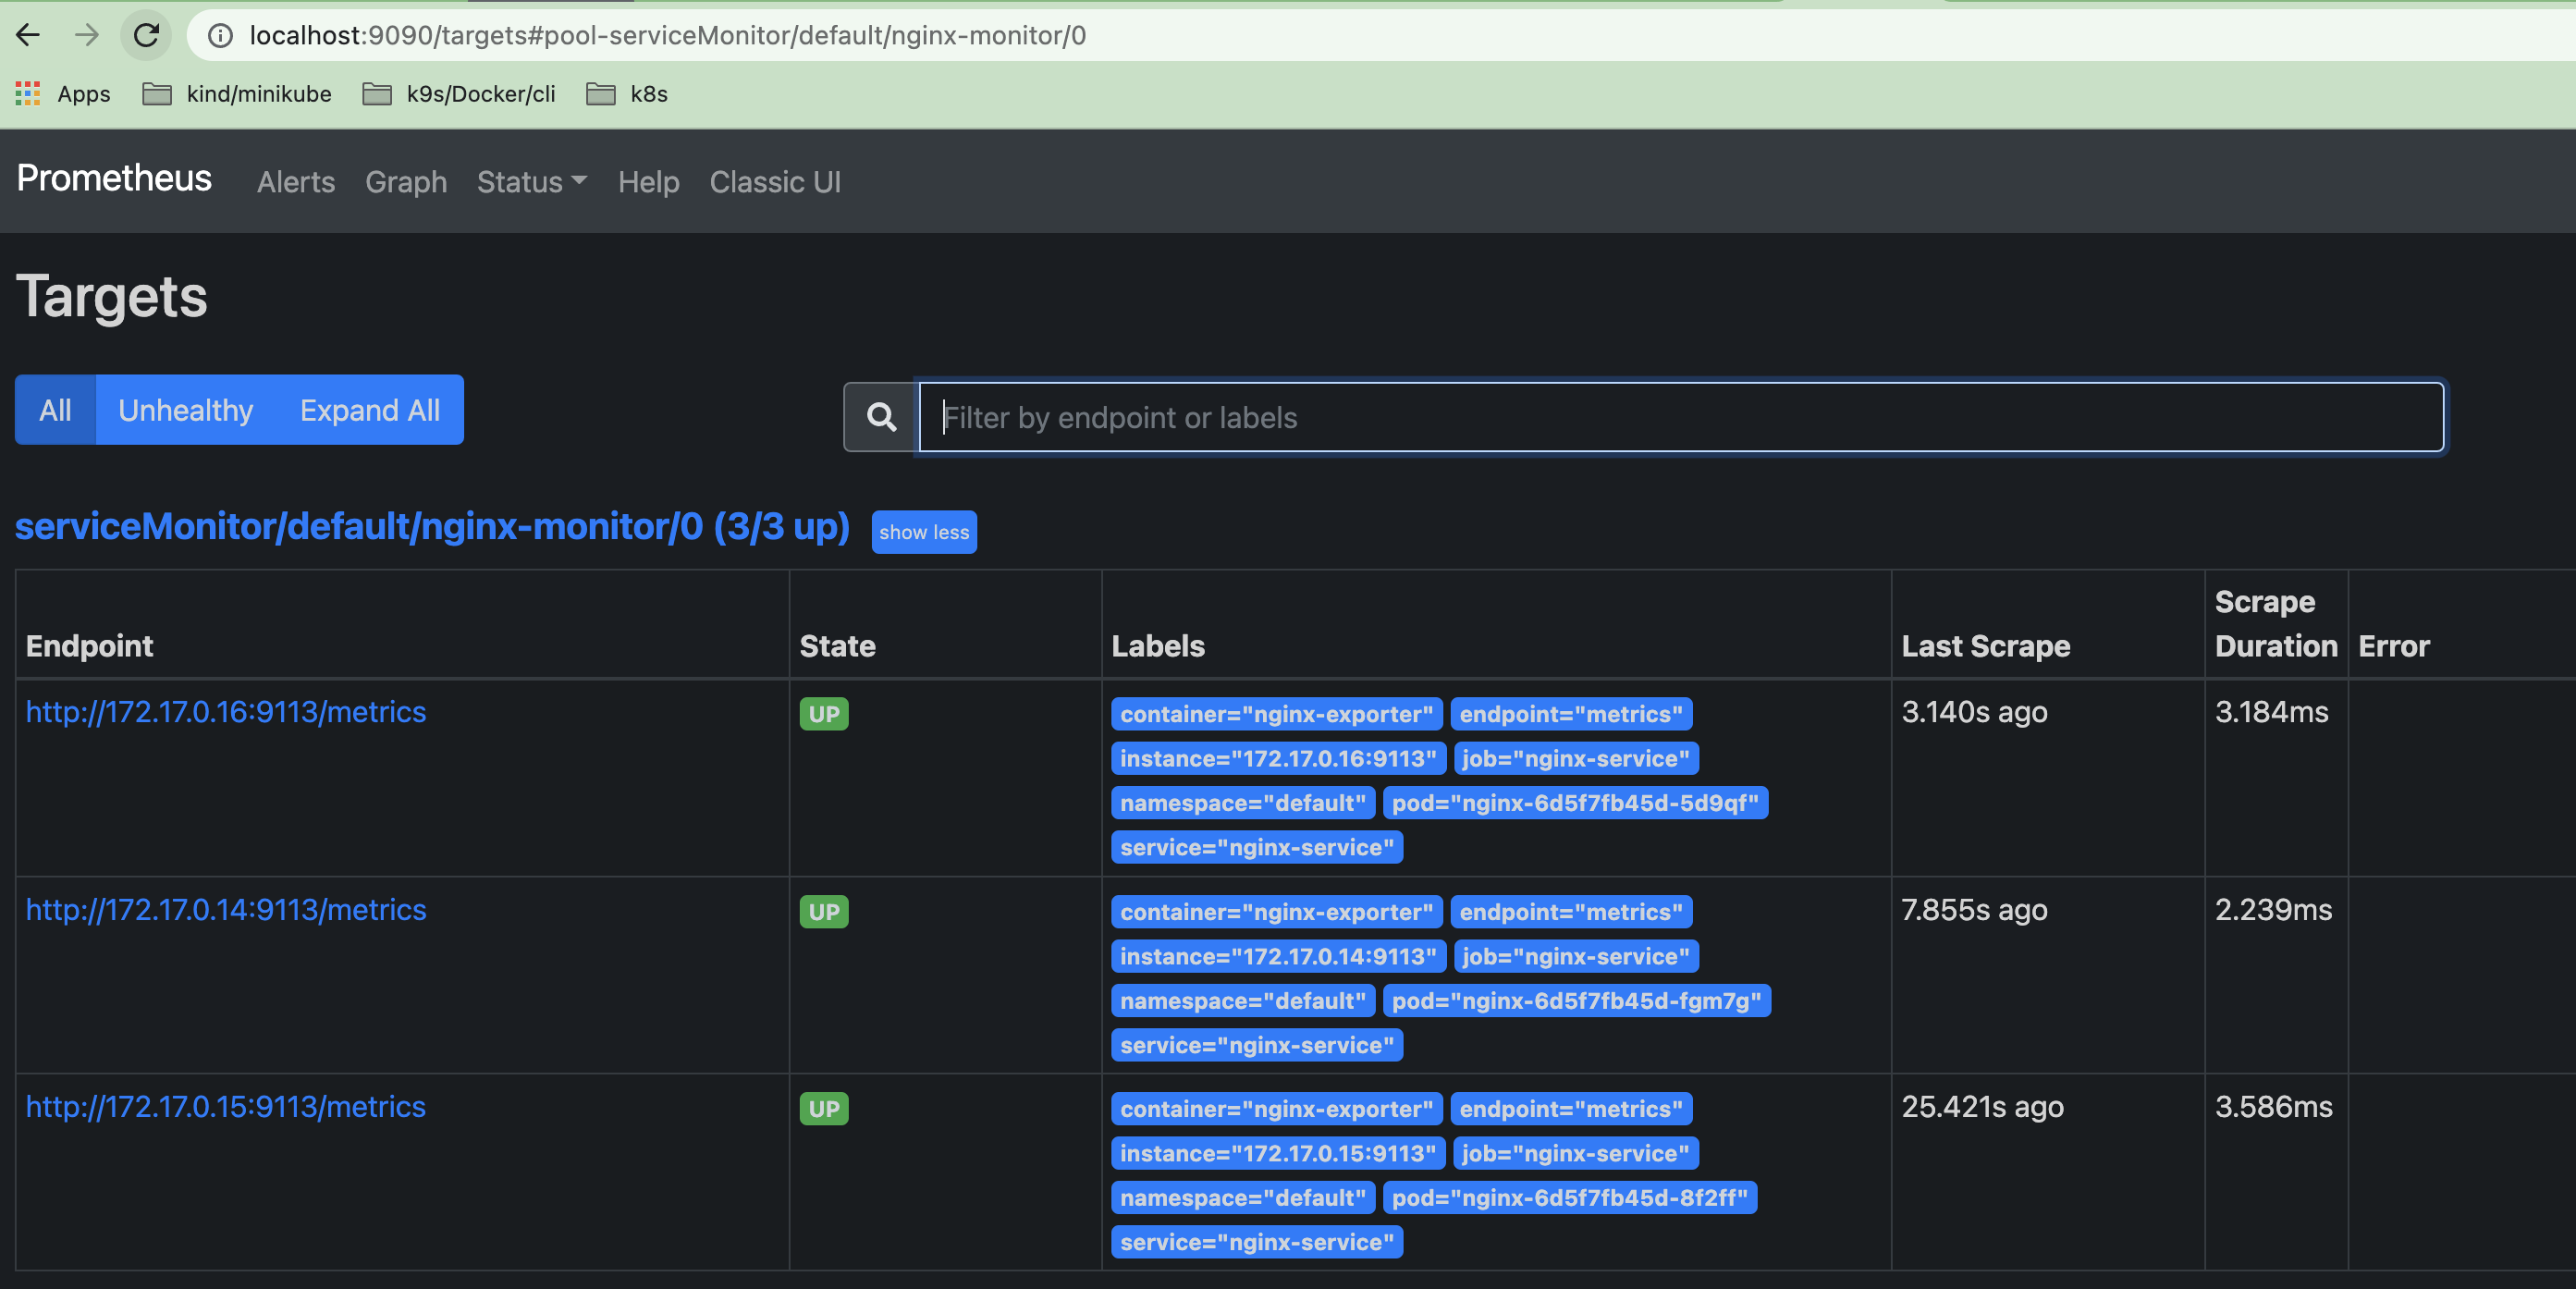 localhost:9090/targets#pool-serviceMonitor/default/nginx-monitor/0
Apps kind/minikube k9s/Docker/cli k8s
Prometheus Alerts Graph Status Help Classic UI
Targets
All Unhealthy Expand All
Filter by endpoint or labels
serviceMonitor/default/nginx-monitor/0 (3/3 up) show less
Endpoint State Labels Last Scrape Scrape Duration Error
http://172.17.0.16:9113/metrics UP container="nginx-exporter" endpoint="metrics" 3.140s ago 3.184ms
instance="172.17.0.16:9113" job="nginx-service"
namespace="default" pod="nginx-6d5f7fb45d-5d9qf"
service="nginx-service"
http://172.17.0.14:9113/metrics UP container="nginx-exporter" endpoint="metrics" 7.855s ago 2.239ms
instance="172.17.0.14:9113" job="nginx-service"
namespace="default" pod="nginx-6d5f7fb45d-fgm7g"
service="nginx-service"
http://172.17.0.15:9113/metrics UP container="nginx-exporter" endpoint="metrics" 25.421s ago 3.586ms
instance="172.17.0.15:9113" job="nginx-service"
namespace="default" pod="nginx-6d5f7fb45d-8f2ff"
service="nginx-service"